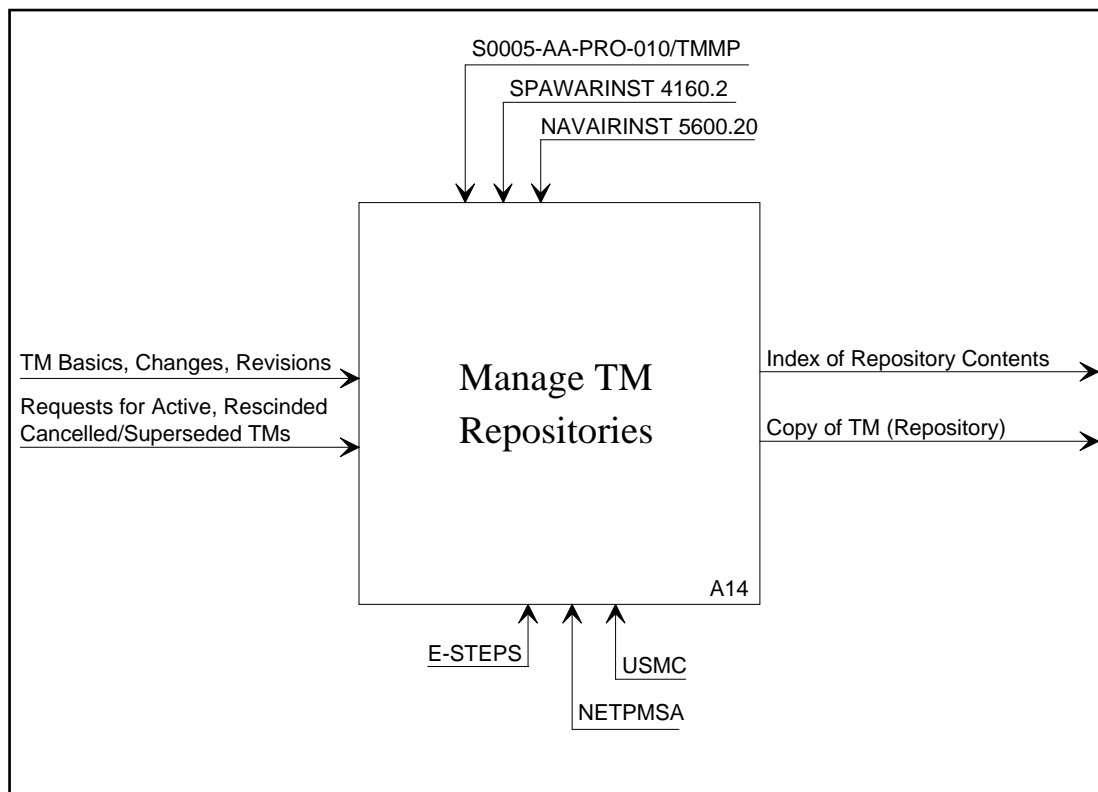 S0005-AA-PRO-010/TMMP
SPAWARINST 4160.2
NAVAIRINST 5600.20
TM Basics, Changes, Revisions
Requests for Active, Rescinded
Cancelled/Superseded TMs
Manage TM
Repositories
Index of Repository Contents
Copy of TM (Repository)
A14
E-STEPS
USMC
NETPMSA